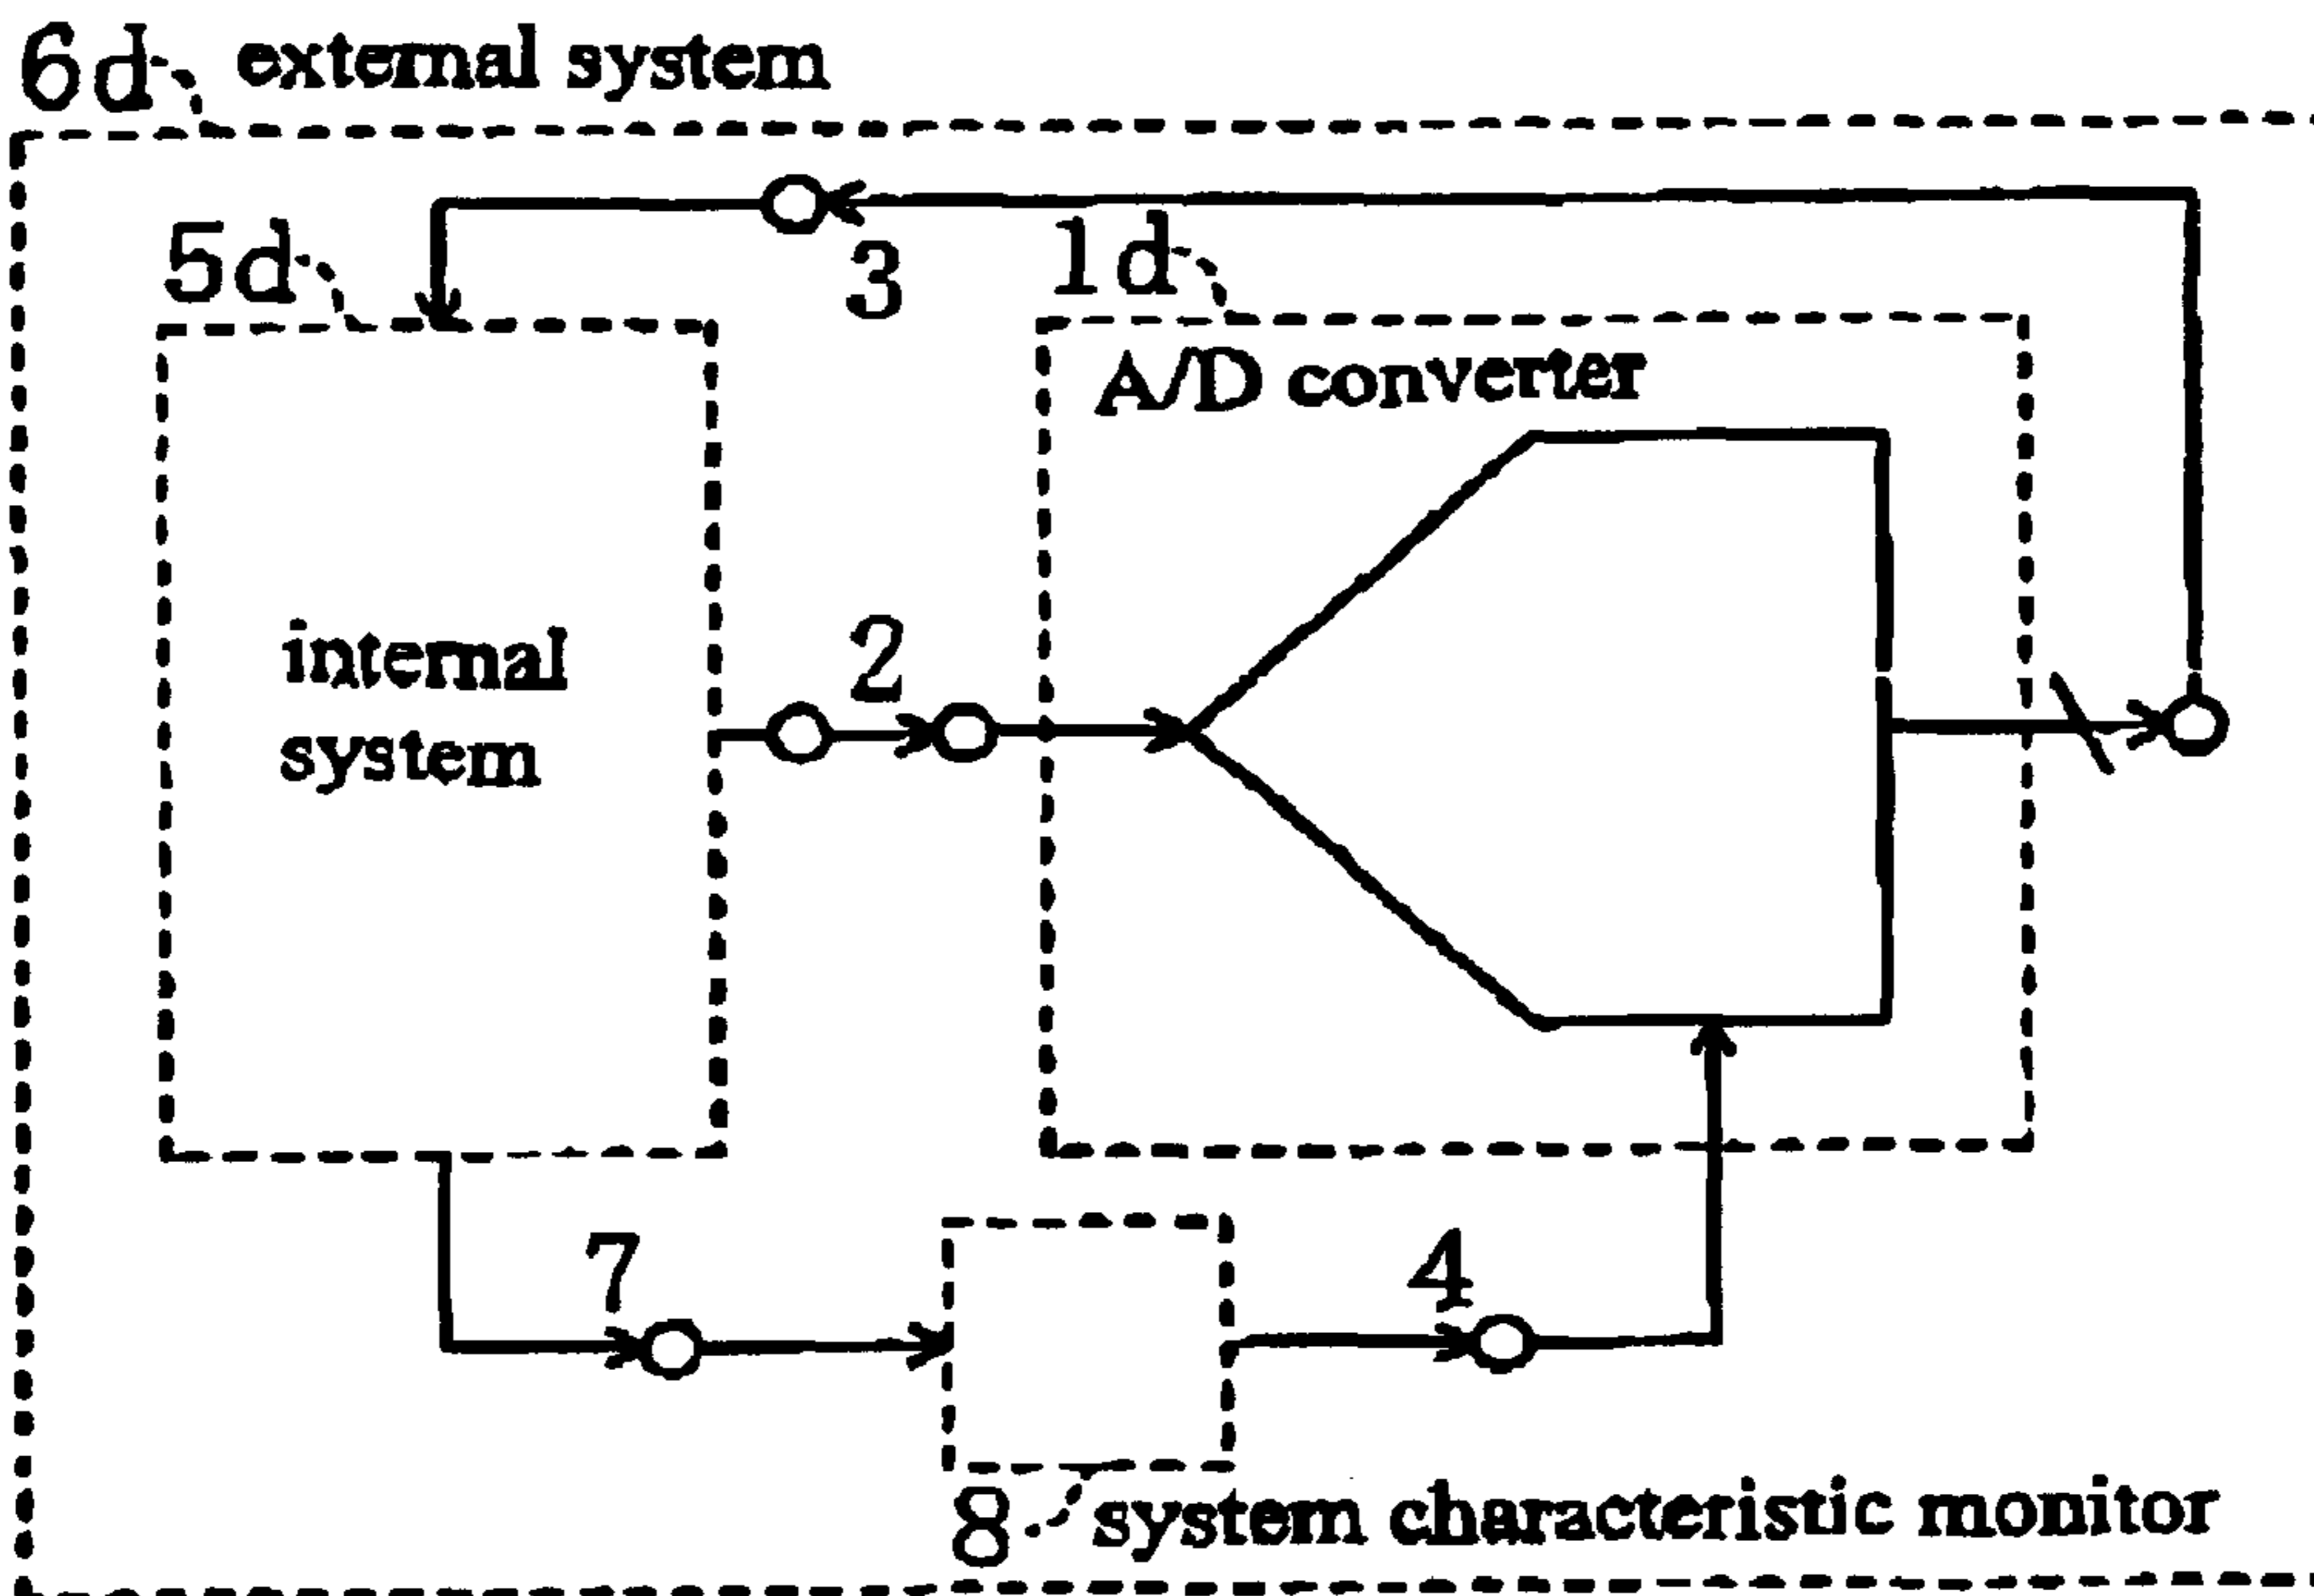 6d external system
3
5d
1d
A/D converter
internal
system
2
7
4
8 system characteristic monitor